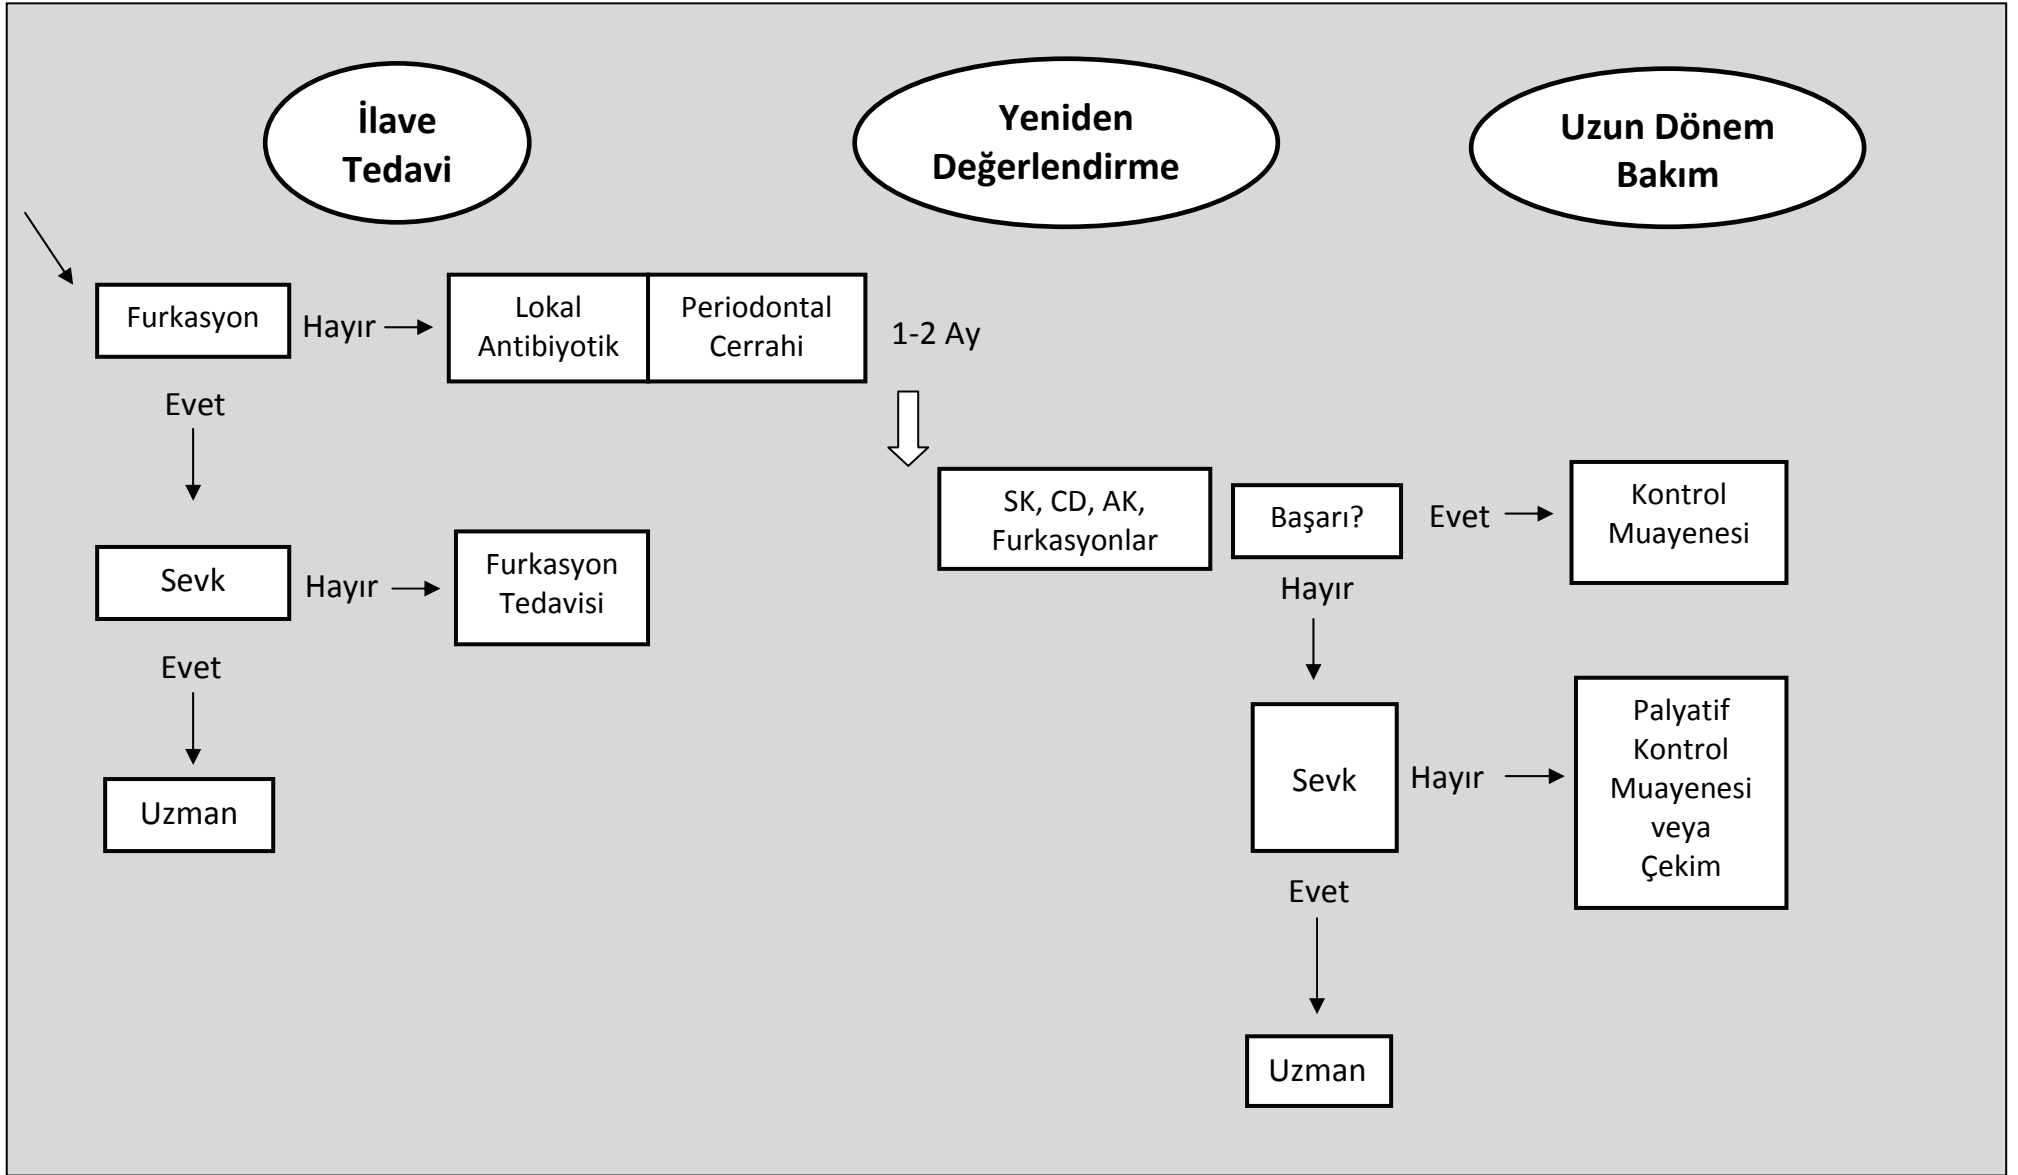 İlave
Tedavi
Yeniden
Değerlendirme
Uzun Dönem
Bakım
Furkasyon
Hayır
Lokal
Antibiyotik
Periodontal
Cerrahi
1-2 Ay
Evet
Sevk
Hayır
Furkasyon
Tedavisi
Evet
Uzman
SK, CD, AK,
Furkasyonlar
Başarı?
Evet
Kontrol
Muayenesi
Hayır
Sevk
Hayır
Palyatif
Kontrol
Muayenesi
veya
Çekim
Evet
Uzman